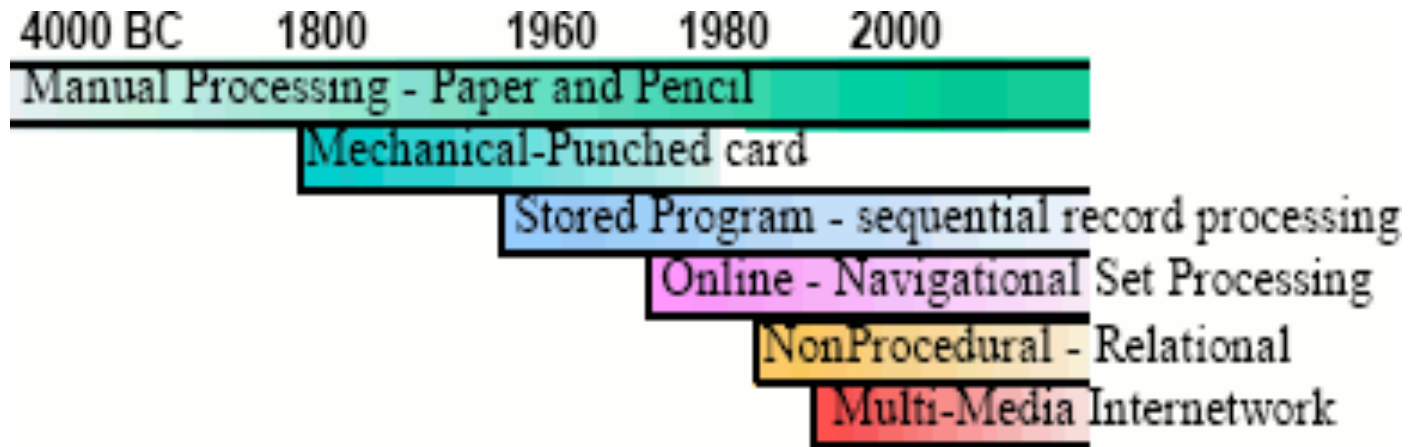 4000 BC 1800 1960 1980 2000
Manual Processing - Paper and Pencil
Mechanical-Punched card
Stored Program - sequential record processing
Online - Navigational Set Processing
NonProcedural - Relational
Multi-Media Internetwork